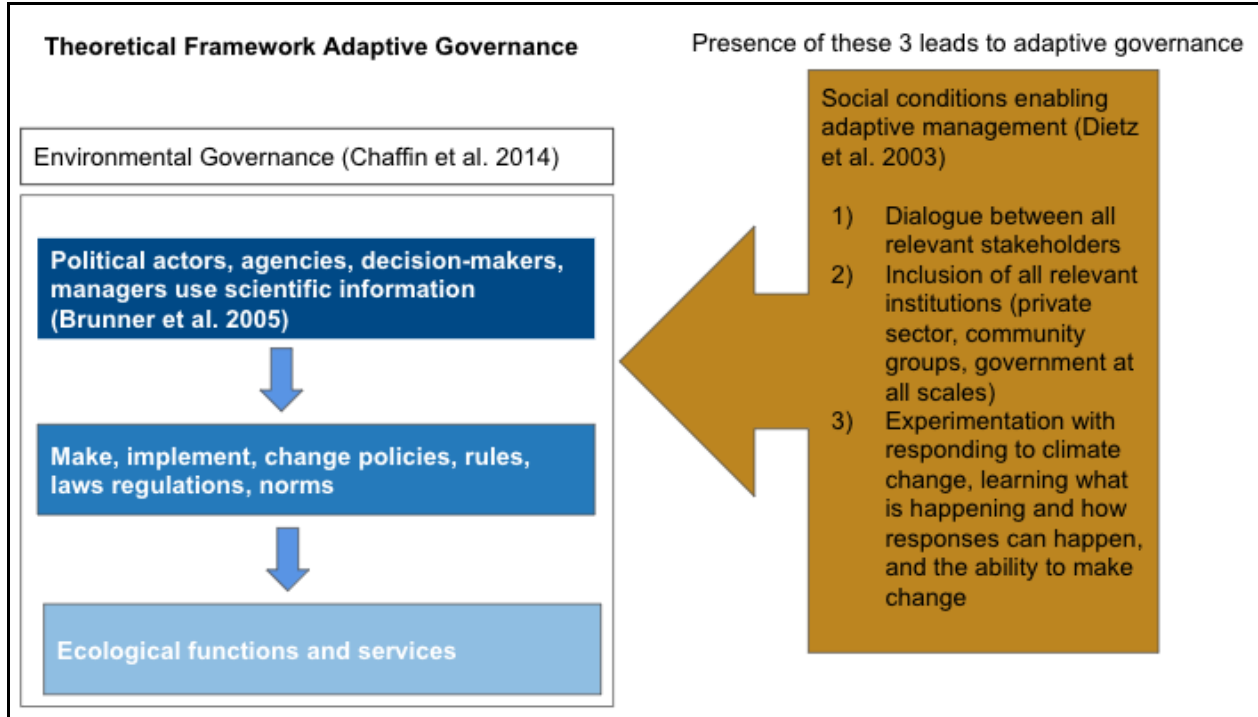 Theoretical Framework Adaptive Governance
Environmental Governance (Chaffin et al. 2014)
Political actors, agencies, decision-makers,
managers use scientific information
(Brunner et al. 2005)
Make, implement, change policies, rules,
laws regulations, norms
Ecological functions and services
Presence of these 3 leads to adaptive governance
Social conditions enabling
adaptive management (Dietz
et al. 2003)
1) Dialogue between all
relevant stakeholders
2) Inclusion of all relevant
institutions (private
sector, community
groups, government at
all scales)
3) Experimentation with
responding to climate
change, learning what
is happening and how
responses can happen,
and the ability to make
change